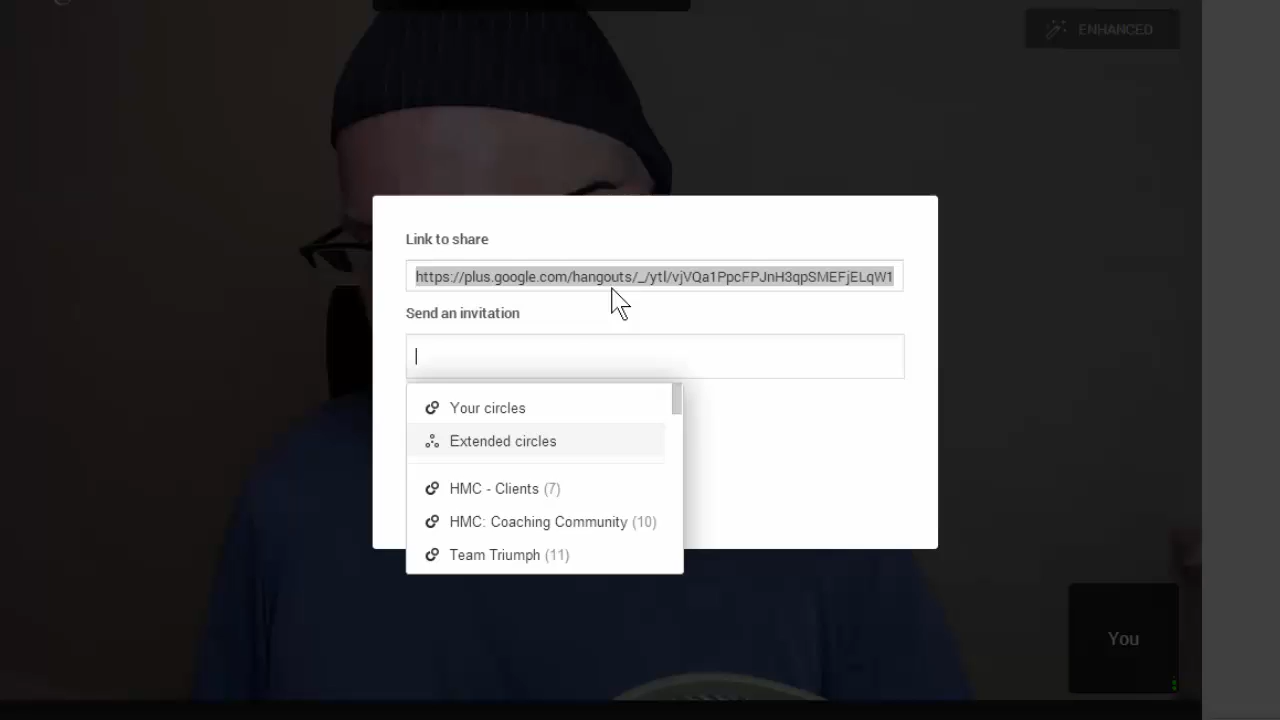 ENHANCED
Link to share
https://plus.google.com/hangouts/_/ytl/vjVQa1PpcFPJnH3qpSMEFjELqW1
Send an invitation
Your circles
Extended circles
HMC - Clients (7)
HMC: Coaching Community (10)
Team Triumph (11)
You